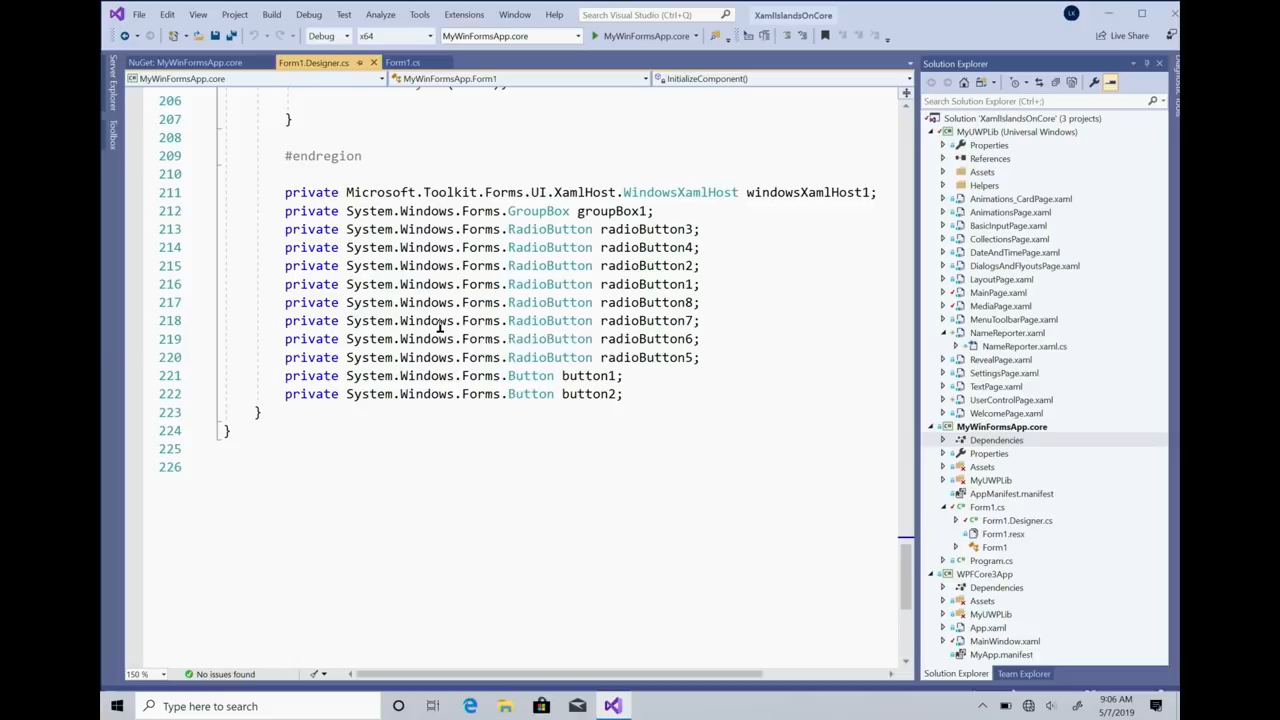 File Edit View Project Build Debug Test Analyze Tools Extensions Window Help Search Visual Studio (Ctrl+Q) XamlIslandsOnCore LK
Debug x64 MyWinFormsApp.core MyWinFormsApp.core Live Share
NuGet: MyWinFormsApp.core Form1.Designer.cs Form1.cs
MyWinFormsApp.core MyWinFormsApp.Form1 InitializeComponent()
Server Explorer
Toolbox
206
207 }
208
209 #endregion
210
211 private Microsoft.Toolkit.Forms.UI.XamlHost.WindowsXamlHost windowsXamlHost1;
212 private System.Windows.Forms.GroupBox groupBox1;
213 private System.Windows.Forms.RadioButton radioButton3;
214 private System.Windows.Forms.RadioButton radioButton4;
215 private System.Windows.Forms.RadioButton radioButton2;
216 private System.Windows.Forms.RadioButton radioButton1;
217 private System.Windows.Forms.RadioButton radioButton8;
218 private System.Windows.Forms.RadioButton radioButton7;
219 private System.Windows.Forms.RadioButton radioButton6;
220 private System.Windows.Forms.RadioButton radioButton5;
221 private System.Windows.Forms.Button button1;
222 private System.Windows.Forms.Button button2;
223 }
224 }
225
226
150 % No issues found
Solution Explorer
Search Solution Explorer (Ctrl+;)
Solution 'XamlIslandsOnCore' (3 projects)
MyUWPLib (Universal Windows)
Properties
References
Assets
Helpers
Animations_CardPage.xaml
AnimationsPage.xaml
BasicInputPage.xaml
CollectionsPage.xaml
DateAndTimePage.xaml
DialogsAndFlyoutsPage.xaml
LayoutPage.xaml
MainPage.xaml
MediaPage.xaml
MenuToolbarPage.xaml
NameReporter.xaml
NameReporter.xaml.cs
RevealPage.xaml
SettingsPage.xaml
TextPage.xaml
UserControlPage.xaml
WelcomePage.xaml
MyWinFormsApp.core
Dependencies
Properties
Assets
MyUWPLib
AppManifest.manifest
Form1.cs
Form1.Designer.cs
Form1.resx
Form1
Program.cs
WPFCore3App
Dependencies
Assets
MyUWPLib
App.xaml
MainWindow.xaml
MyApp.manifest
Solution Explorer Team Explorer
Type here to search
9:06 AM
5/7/2019